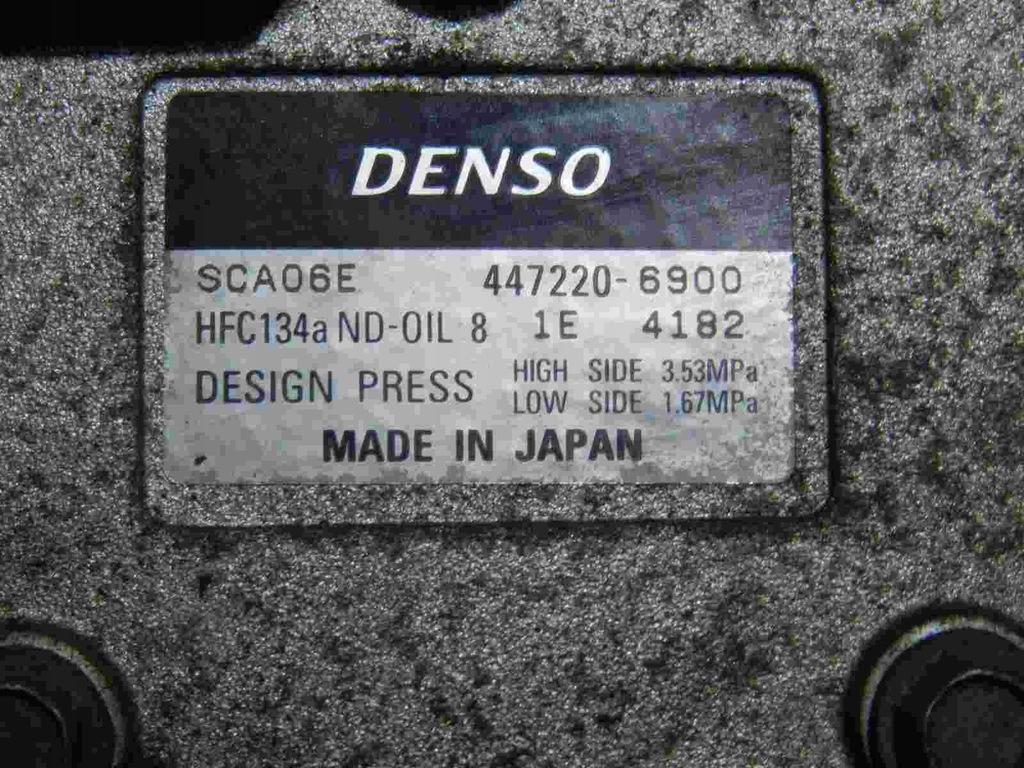 DENSO
SCA06E 447220-6900
HFC134a ND-OIL 8 1E 4182
DESIGN PRESS HIGH SIDE 3.53MPa
LOW SIDE 1.67MPa
MADE IN JAPAN